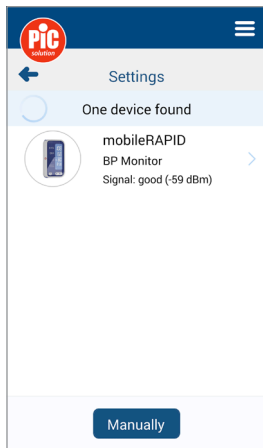 PiC
solution
Settings
One device found
mobileRAPID
BP Monitor
Signal: good (-59 dBm)
Manually